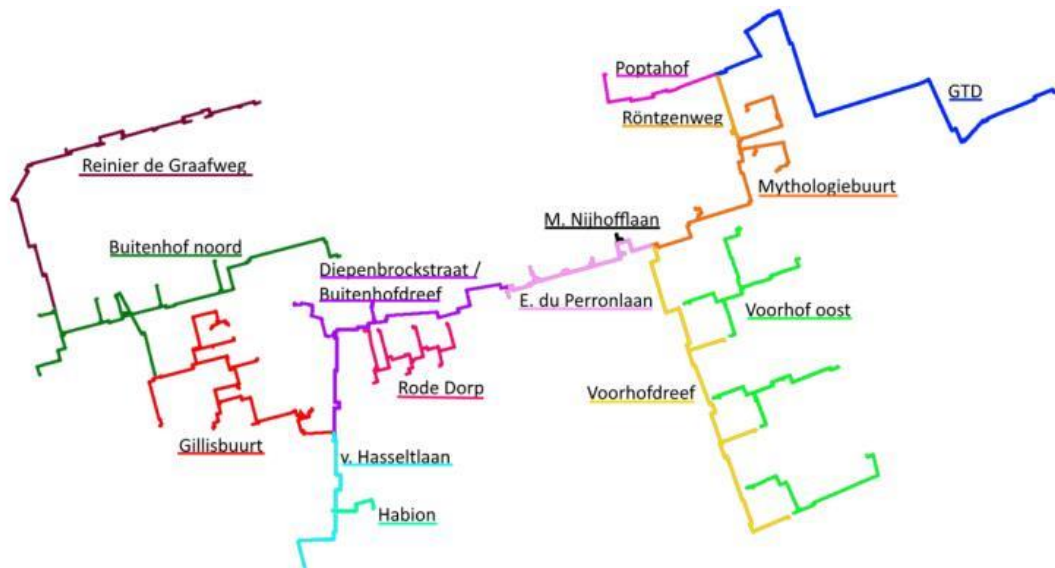 Poptahof
GTD
Röntgenweg
Reinier de Graafweg
Mythologiebuurt
M. Nijhofflaan
Buitenhof noord
Diepenbrockstraat /
Buitenhofdreef
E. du Perronlaan
Voorhof oost
Rode Dorp
Voorhofdreef
Gillisbuurt
v. Hasseltlaan
Habion